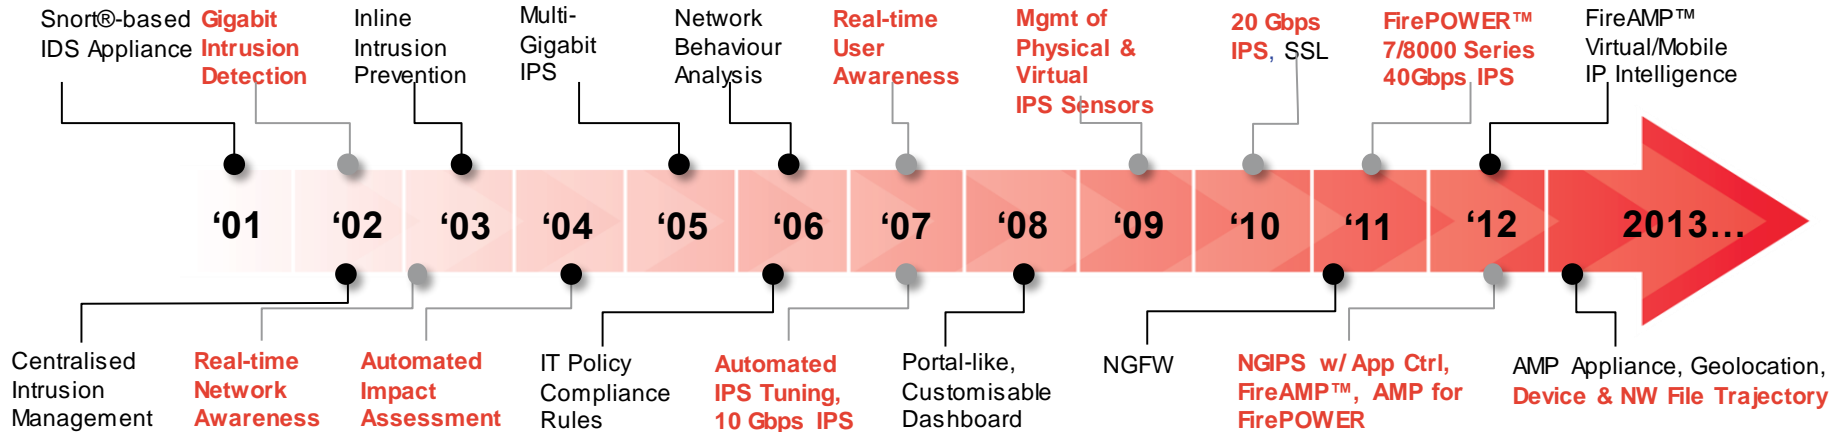 Snort®-based
IDS Appliance
Gigabit
Intrusion
Detection
Inline
Intrusion
Prevention
Multi-
Gigabit
IPS
Network
Behaviour
Analysis
Real-time
User
Awareness
Mgmt of
Physical &
Virtual
IPS Sensors
20 Gbps
IPS, SSL
FirePOWER™
7/8000 Series
40Gbps IPS
FireAMP™
Virtual/Mobile
IP Intelligence
‘01
‘02
‘03
‘04
‘05
‘06
‘07
‘08
‘09
‘10
‘11
‘12
2013...
Centralised
Intrusion
Management
Real-time
Network
Awareness
Automated
Impact
Assessment
IT Policy
Compliance
Rules
Automated
IPS Tuning,
10 Gbps IPS
Portal-like,
Customisable
Dashboard
NGFW
NGIPS w/ App Ctrl,
FireAMP™, AMP for
FirePOWER
AMP Appliance, Geolocation,
Device & NW File Trajectory